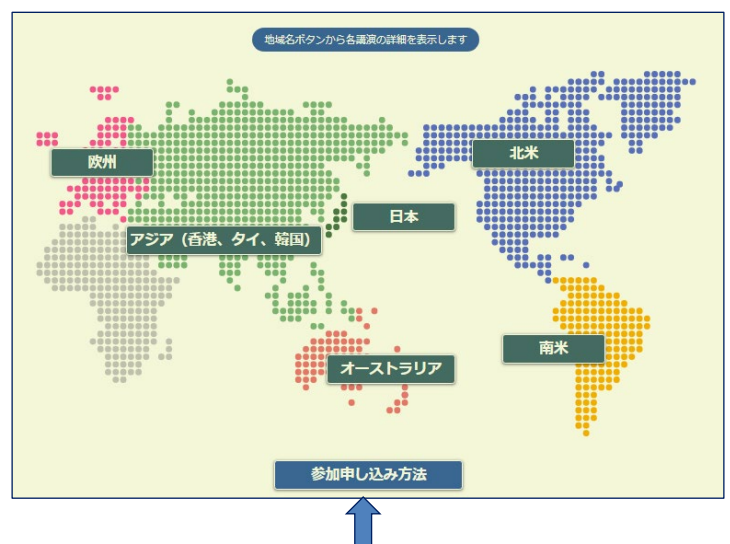 地域名ボタンから各講演の詳細を表示します
欧州
北米
日本
アジア（香港、タイ、韓国）
南米
オーストラリア
参加申し込み方法